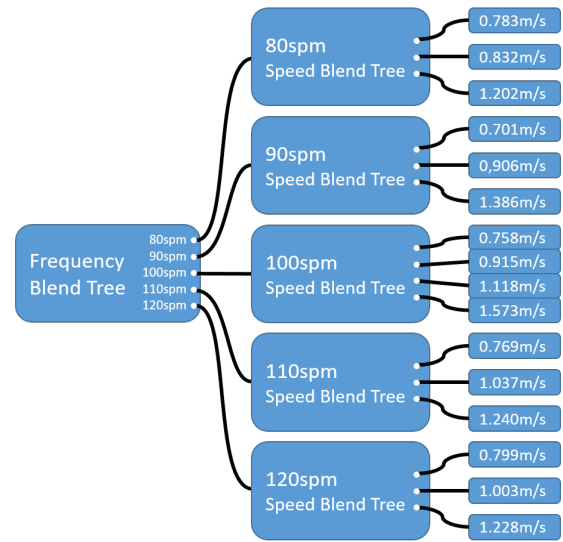 Frequency
Blend Tree
80spm
90spm
100spm
110spm
120spm
80spm
Speed Blend Tree
0.783m/s
0.832m/s
1.202m/s
90spm
Speed Blend Tree
0.701m/s
0,906m/s
1.386m/s
100spm
Speed Blend Tree
0.758m/s
0.915m/s
1.118m/s
1.573m/s
110spm
Speed Blend Tree
0.769m/s
1.037m/s
1.240m/s
120spm
Speed Blend Tree
0.799m/s
1.003m/s
1.228m/s